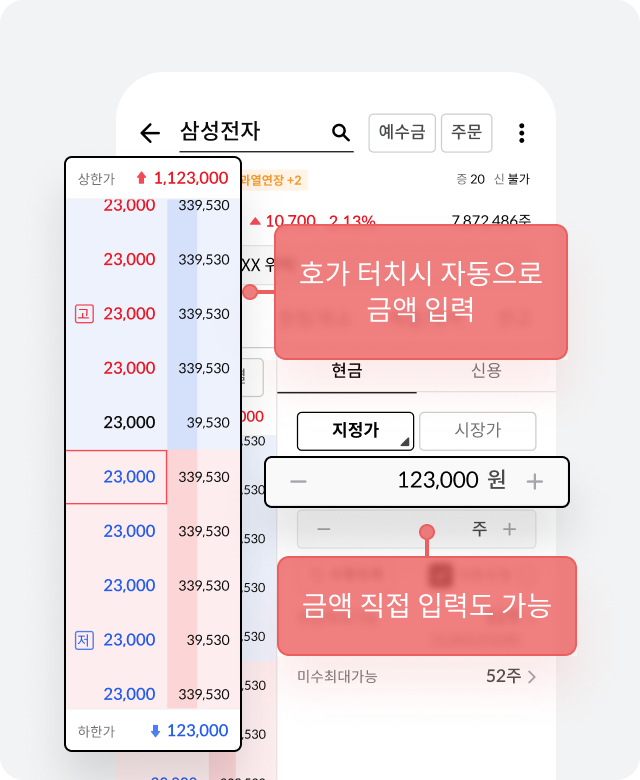 삼성전자
예수금
주문
과열연장 +2
증 20 신 불가
10,700 2.13%
7,872,486주
상한가 1,123,000
23,000 339,530
23,000 339,530
고 23,000 339,530
23,000 339,530
23,000 39,530
23,000 339,530
23,000 339,530
23,000 339,530
저 23,000 39,530
23,000 339,530
하한가 123,000
호가 터치시 자동으로
금액 입력
현금
신용
지정가
시장가
123,000 원
주
금액 직접 입력도 가능
미수최대가능 52주